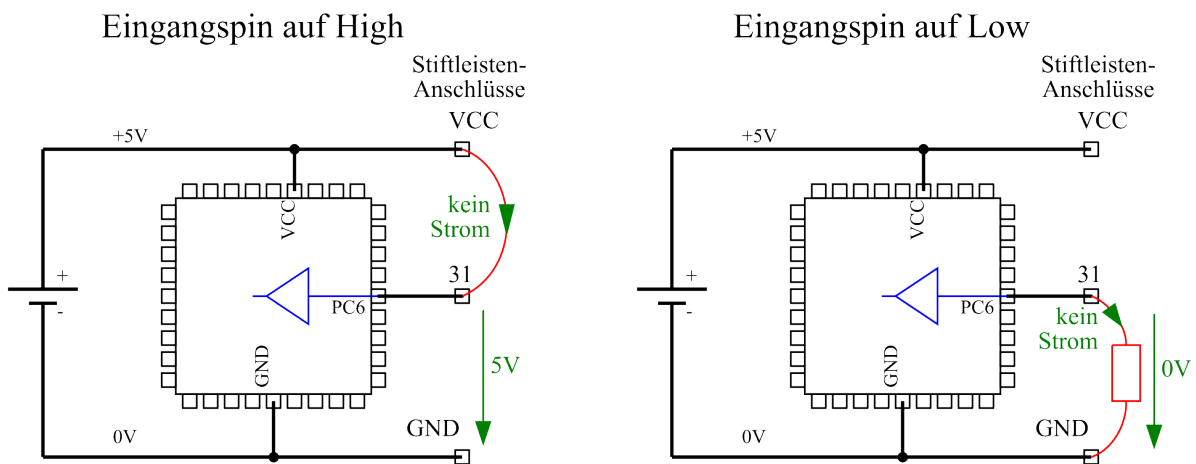 Eingangspin auf High
Stiftleisten-
Anschlüsse
VCC
+5V
VCC
kein
Strom
31
+
-
PC6
GND
5V
0V
GND
Eingangspin auf Low
Stiftleisten-
Anschlüsse
VCC
+5V
VCC
31
+
-
PC6
kein
Strom
GND
0V
0V
GND